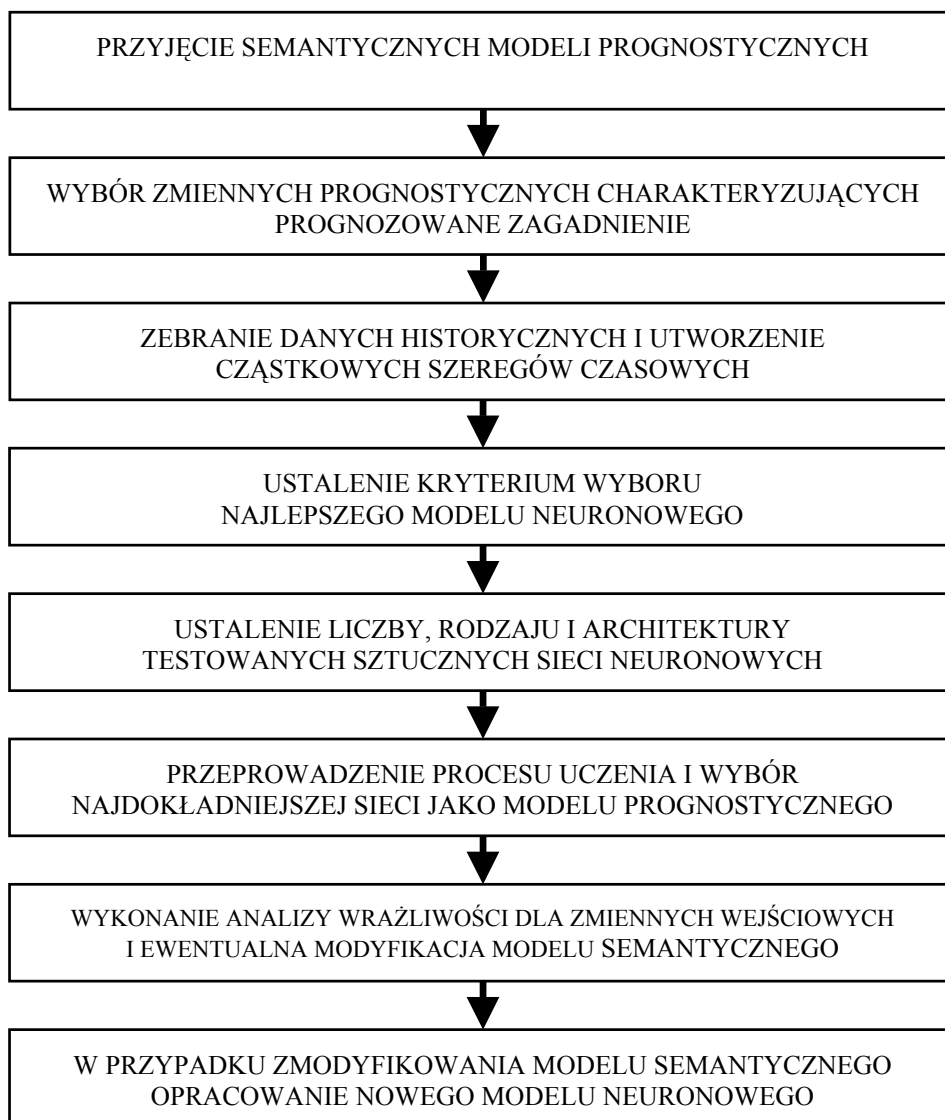 PRZYJĘCIE SEMANTYCZNYCH MODELI PROGNOSTYCZNYCH
WYBÓR ZMIENNYCH PROGNOSTYCZNYCH CHARAKTERYZUJĄCYCH
PROGNOZOWANE ZAGADNIENIE
ZEBRANIE DANYCH HISTORYCZNYCH I UTWORZENIE
CZĄSTKOWYCH SZEREGÓW CZASOWYCH
USTALENIE KRYTERIUM WYBORU
NAJLEPSZEGO MODELU NEURONOWEGO
USTALENIE LICZBY, RODZAJU I ARCHITEKTURY
TESTOWANYCH SZTUCZNYCH SIECI NEURONOWYCH
PRZEPROWADZENIE PROCESU UCZENIA I WYBÓR
NAJDOKŁADNIEJSZEJ SIECI JAKO MODELU PROGNOSTYCZNEGO
WYKONANIE ANALIZY WRAŻLIWOŚCI DLA ZMIENNYCH WEJŚCIOWYCH
I EWENTUALNA MODYFIKACJA MODELU SEMANTYCZNEGO
W PRZYPADKU ZMODYFIKOWANIA MODELU SEMANTYCZNEGO
OPRACOWANIE NOWEGO MODELU NEURONOWEGO